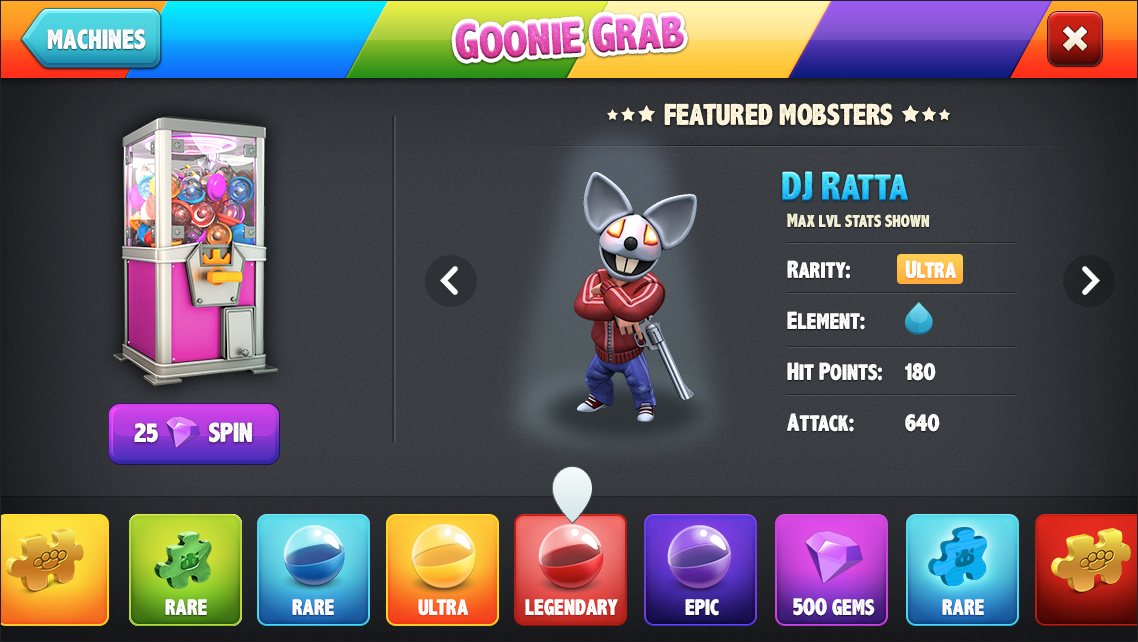 MACHINES
GOONIE GRAB
FEATURED MOBSTERS
DJ RATTA
MAX LVL STATS SHOWN
RARITY: ULTRA
ELEMENT:
HIT POINTS: 180
ATTACK: 640
25 SPIN
RARE
RARE
ULTRA
LEGENDARY
EPIC
500 GEMS
RARE